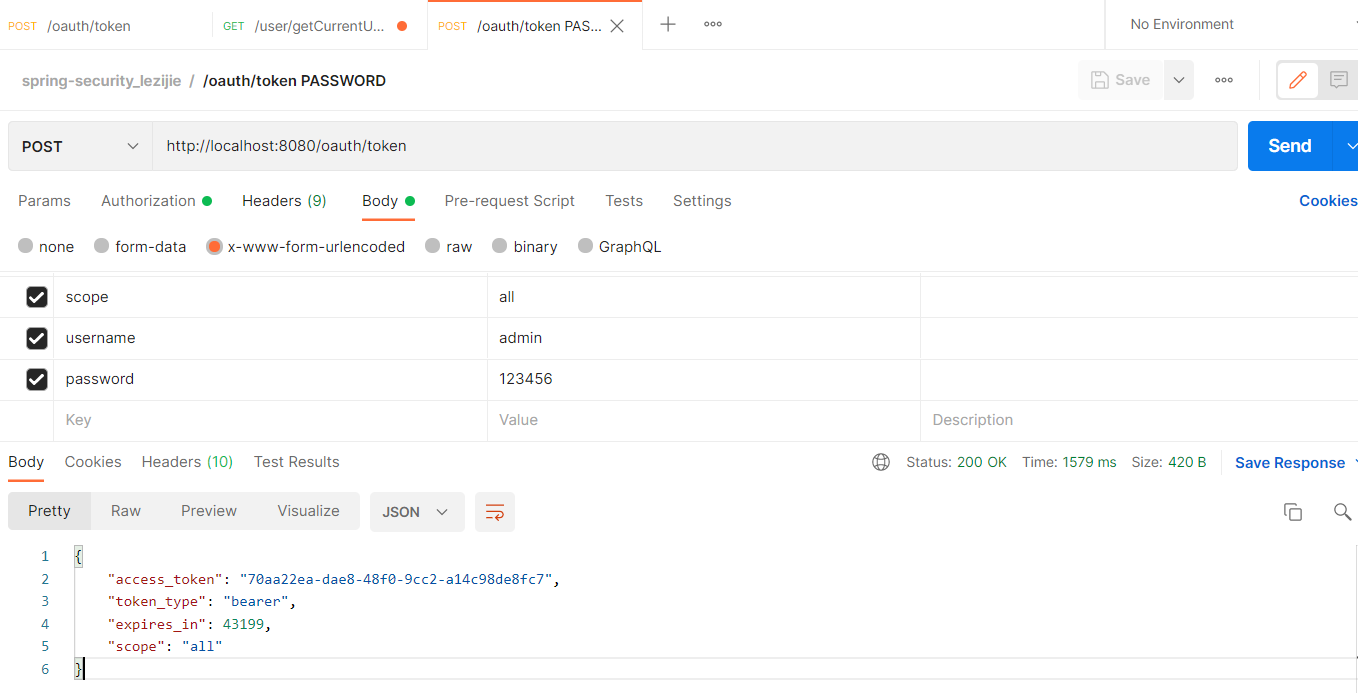 POST /oauth/token GET /user/getCurrentU... POST /oauth/token PAS... No Environment
spring-security_lezijie / /oauth/token PASSWORD Save
POST http://localhost:8080/oauth/token Send
Params Authorization Headers (9) Body Pre-request Script Tests Settings Cookies
none form-data x-www-form-urlencoded raw binary GraphQL
scope all
username admin
password 123456
Key Value Description
Body Cookies Headers (10) Test Results Status: 200 OK Time: 1579 ms Size: 420 B Save Response
Pretty Raw Preview Visualize JSON
1 {
2 "access_token": "70aa22ea-dae8-48f0-9cc2-a14c98de8fc7",
3 "token_type": "bearer",
4 "expires_in": 43199,
5 "scope": "all"
6 }